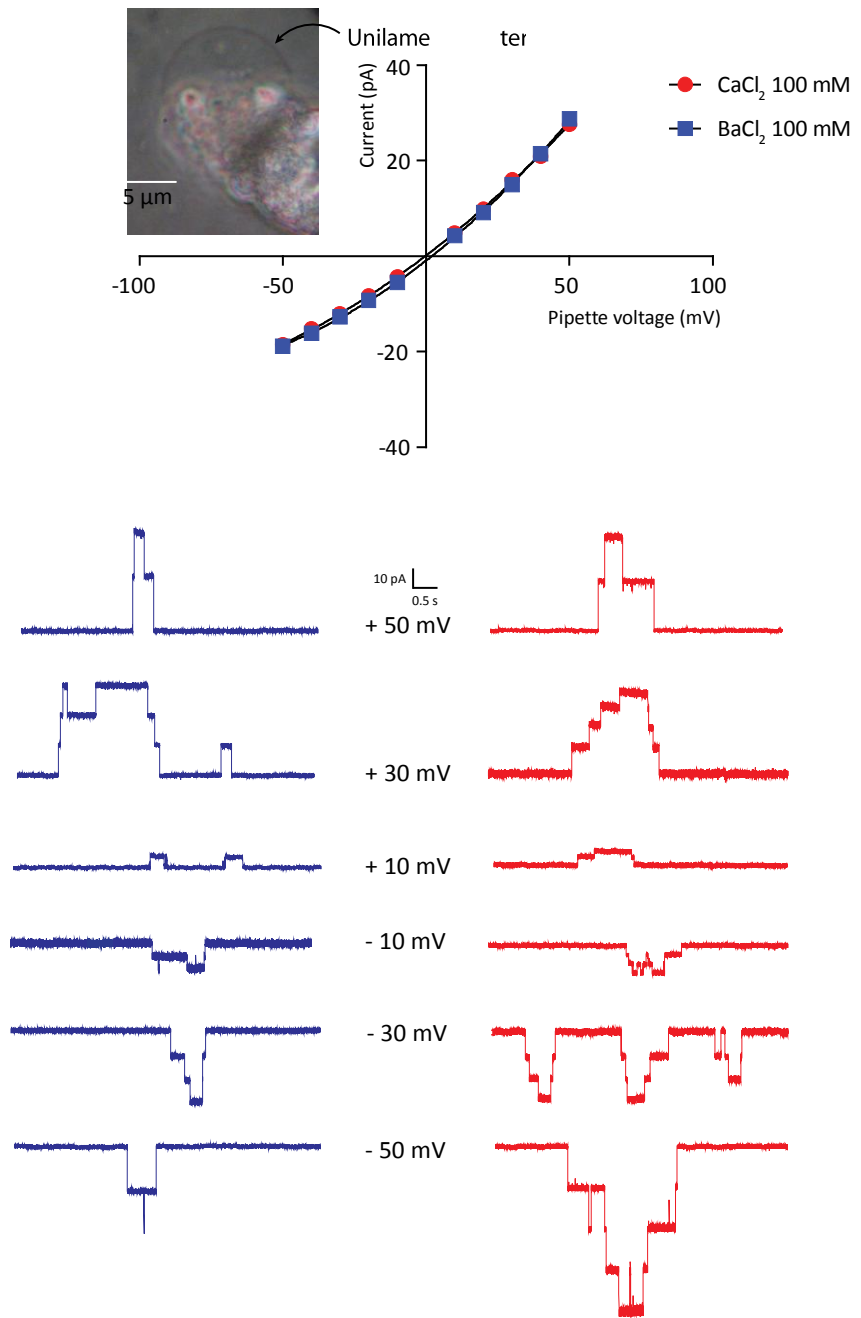 Unilame ter
5 µm
Current (pA)
40
20
-20
-40
-100
-50
50
100
Pipette voltage (mV)
CaCl₂ 100 mM
BaCl₂ 100 mM
10 pA
0.5 s
+ 50 mV
+ 30 mV
+ 10 mV
- 10 mV
- 30 mV
- 50 mV